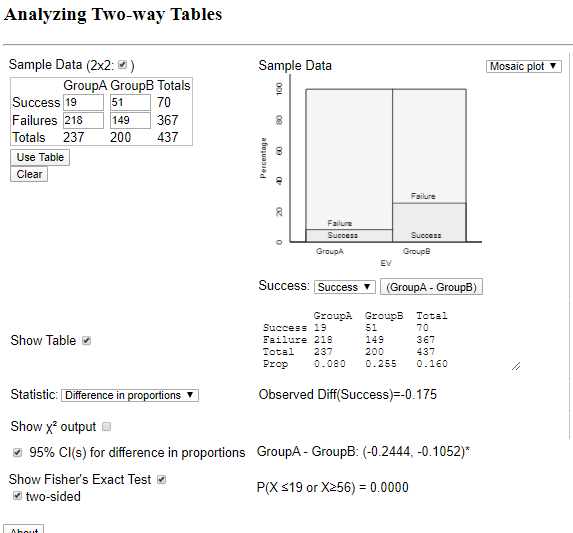 Analyzing Two-way Tables
Sample Data (2x2: )
GroupA GroupB Totals
Success 19 51 70
Failures 218 149 367
Totals 237 200 437
Use Table
Clear
Sample Data
Mosaic plot ▼
100
80
60
40
20
0
Percentage
Failure
Success
Failure
Success
GroupA
GroupB
EV
Success: Success ▼ (GroupA - GroupB)
GroupA GroupB Total
Success 19 51 70
Failure 218 149 367
Total 237 200 437
Prop 0.080 0.255 0.160
Show Table
Statistic: Difference in proportions ▼
Observed Diff(Success)=-0.175
Show χ² output
95% CI(s) for difference in proportions
GroupA - GroupB: (-0.2444, -0.1052)*
Show Fisher's Exact Test
two-sided
P(X ≤19 or X≥56) = 0.0000
About